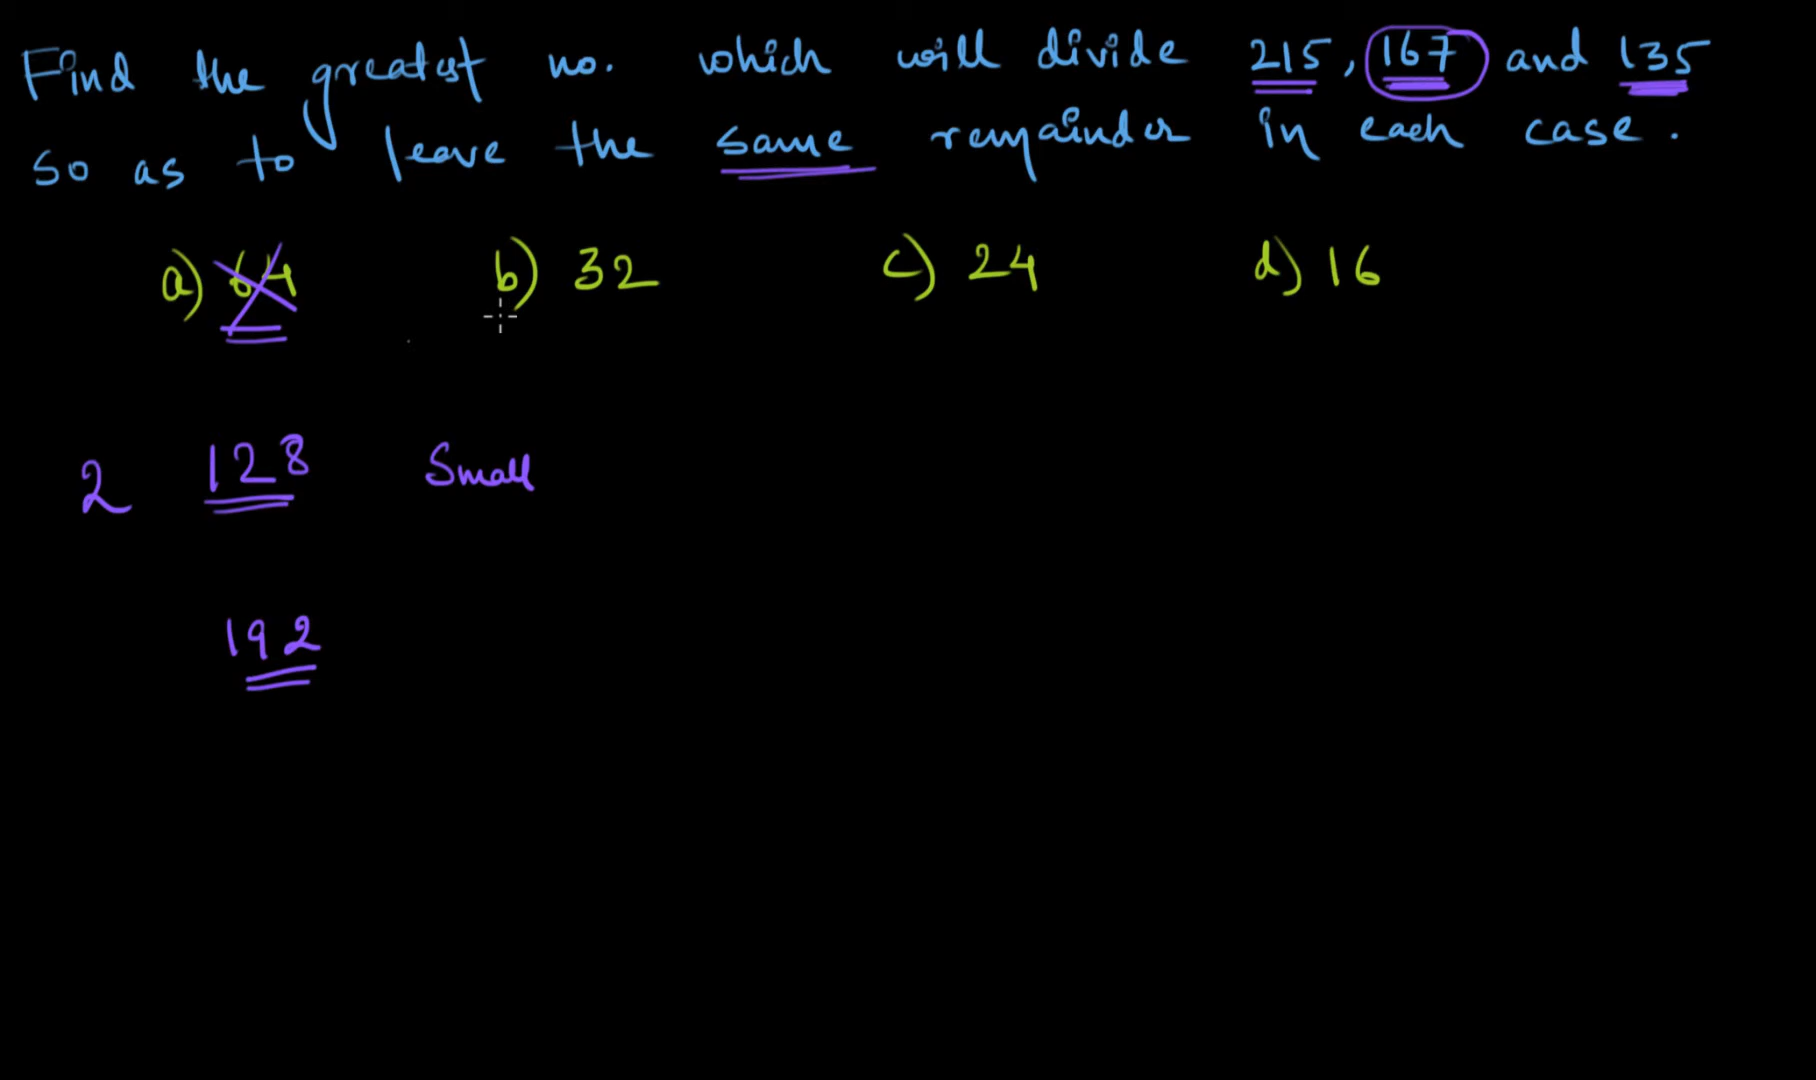 Find the greatest no. which will divide 215, 167 and 135
so as to leave the same remainder in each case.
a) 64 b) 32 c) 24 d) 16
2 128 Small
192